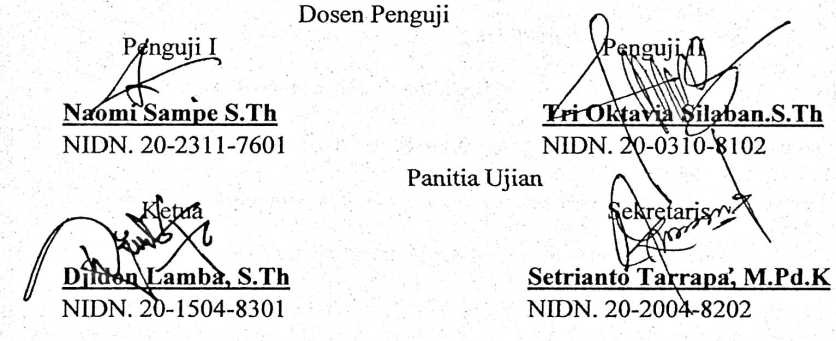 Dosen Penguji
Penguji I
Penguji II
Naomi Sampe S.Th
Tri Oktavia Silaban.S.Th
NIDN. 20-2311-7601
NIDN. 20-0310-8102
Panitia Ujian
Ketua
Sekretaris
Djidon Lamba, S.Th
Setrianto Tarrapa', M.Pd.K
NIDN. 20-1504-8301
NIDN. 20-2004-8202